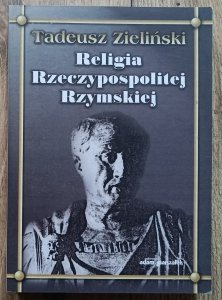 Tadeusz Zieliński
Religia
Rzeczypospolitej
Rzymskiej
adam marszałek